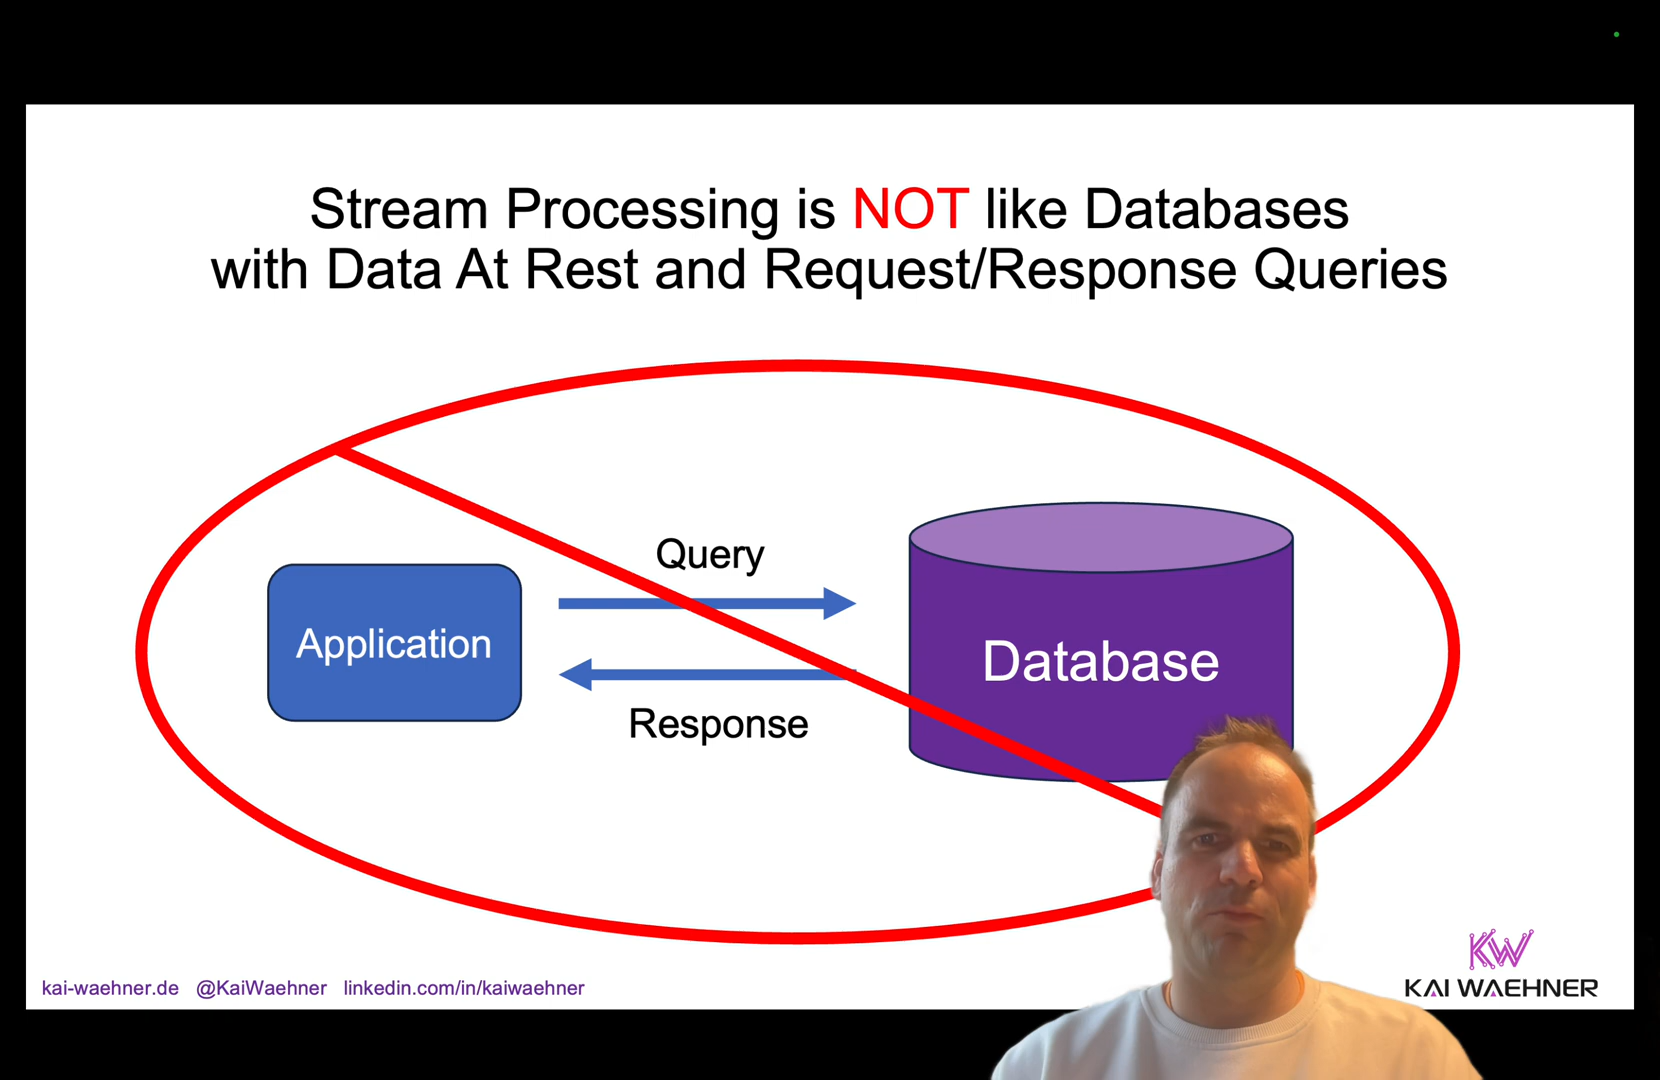 Stream Processing is NOT like Databases
with Data At Rest and Request/Response Queries
Query
Application
Database
Response
kai-waehner.de @KaiWaehner linkedin.com/in/kaiwaehner
KW
KAI WAEHNER